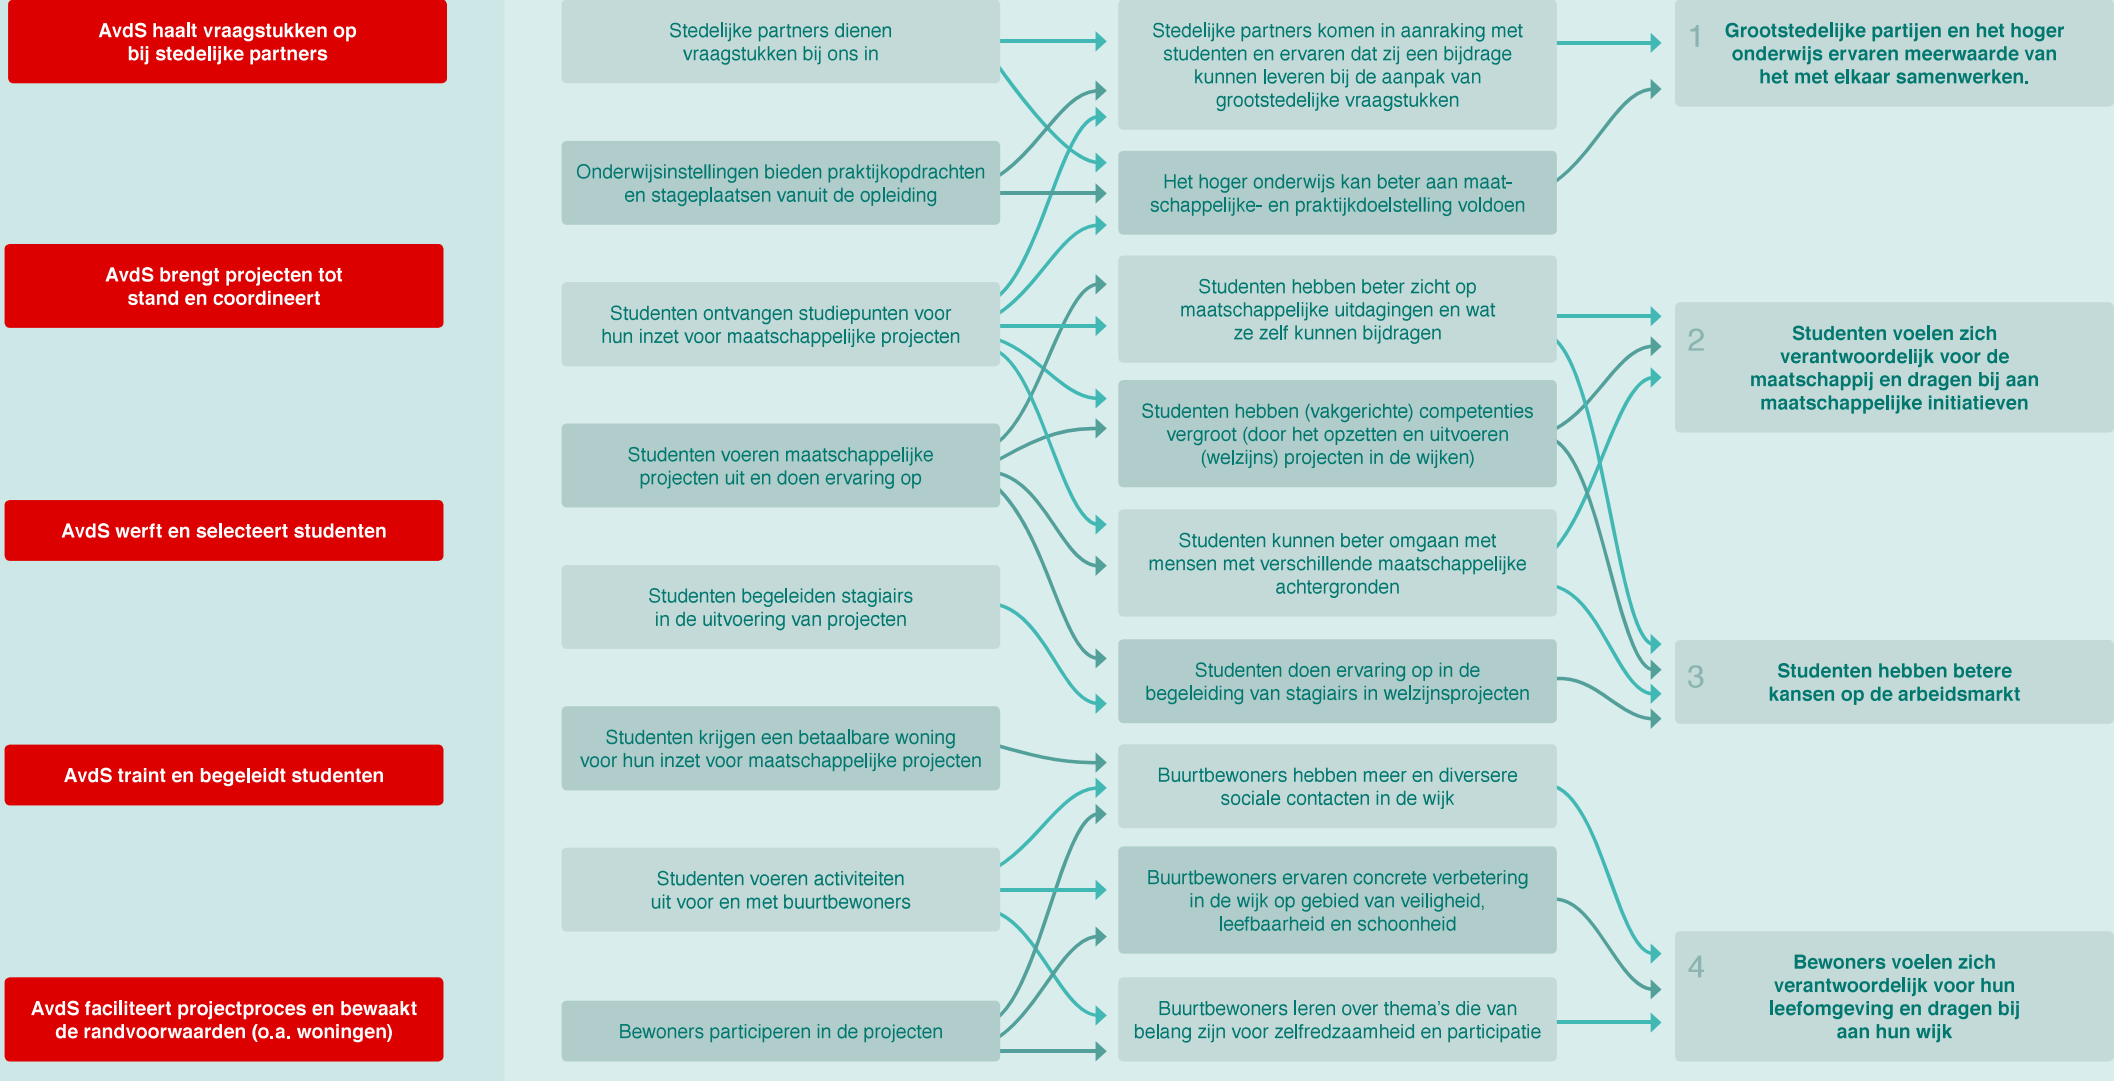 AvdS haalt vraagstukken op
bij stedelijke partners
AvdS brengt projecten tot
stand en coordineert
AvdS werft en selecteert studenten
AvdS traint en begeleidt studenten
AvdS faciliteert projectproces en bewaakt
de randvoorwaarden (o.a. woningen)
Stedelijke partners dienen
vraagstukken bij ons in
Onderwijsinstellingen bieden praktijkopdrachten
en stageplaatsen vanuit de opleiding
Studenten ontvangen studiepunten voor
hun inzet voor maatschappelijke projecten
Studenten voeren maatschappelijke
projecten uit en doen ervaring op
Studenten begeleiden stagiairs
in de uitvoering van projecten
Studenten krijgen een betaalbare woning
voor hun inzet voor maatschappelijke projecten
Studenten voeren activiteiten
uit voor en met buurtbewoners
Bewoners participeren in de projecten
Stedelijke partners komen in aanraking met
studenten en ervaren dat zij een bijdrage
kunnen leveren bij de aanpak van
grootstedelijke vraagstukken
Het hoger onderwijs kan beter aan maat-
schappelijke- en praktijkdoelstelling voldoen
Studenten hebben beter zicht op
maatschappelijke uitdagingen en wat
ze zelf kunnen bijdragen
Studenten hebben (vakgerichte) competenties
vergroot (door het opzetten en uitvoeren
(welzijns) projecten in de wijken)
Studenten kunnen beter omgaan met
mensen met verschillende maatschappelijke
achtergronden
Studenten doen ervaring op in de
begeleiding van stagiairs in welzijnsprojecten
Buurtbewoners hebben meer en diversere
sociale contacten in de wijk
Buurtbewoners ervaren concrete verbetering
in de wijk op gebied van veiligheid,
leefbaarheid en schoonheid
Buurtbewoners leren over thema's die van
belang zijn voor zelfredzaamheid en participatie
1 Grootstedelijke partijen en het hoger
onderwijs ervaren meerwaarde van
het met elkaar samenwerken.
2 Studenten voelen zich
verantwoordelijk voor de
maatschappij en dragen bij aan
maatschappelijke initiatieven
3 Studenten hebben betere
kansen op de arbeidsmarkt
4 Bewoners voelen zich
verantwoordelijk voor hun
leefomgeving en dragen bij
aan hun wijk